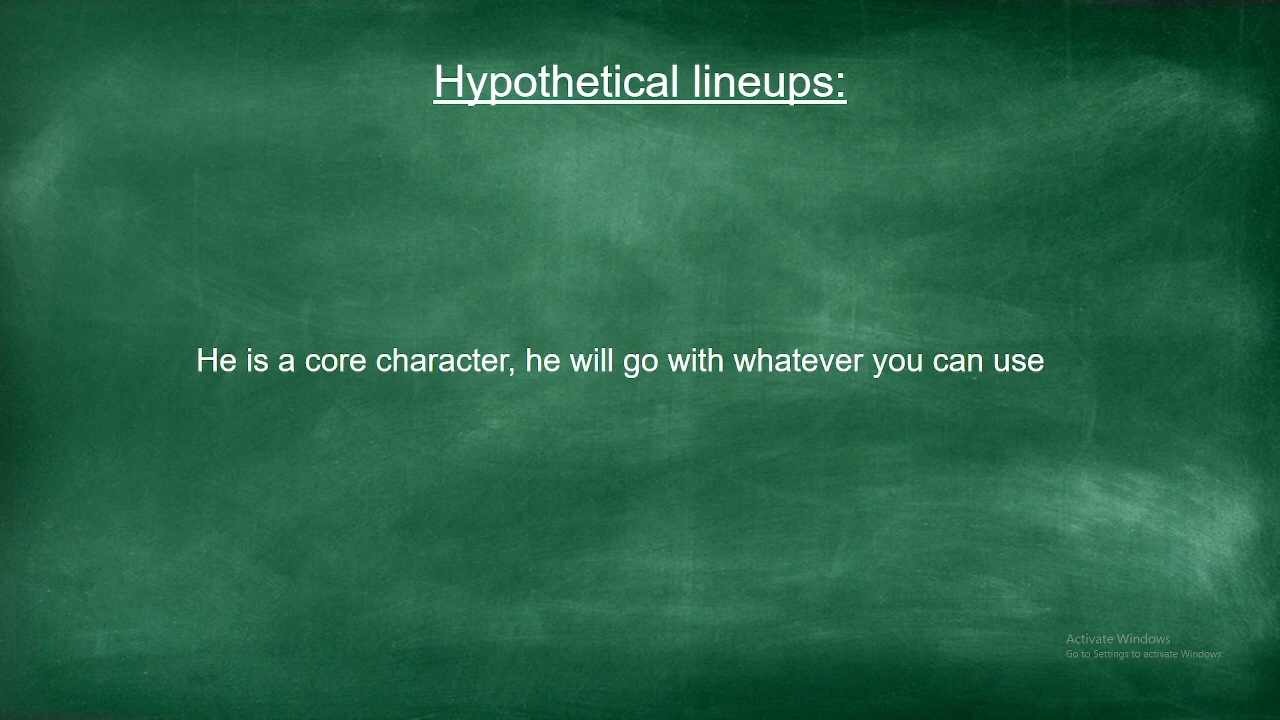 Hypothetical lineups:
He is a core character, he will go with whatever you can use
Activate Windows
Go to Settings to activate Windows.